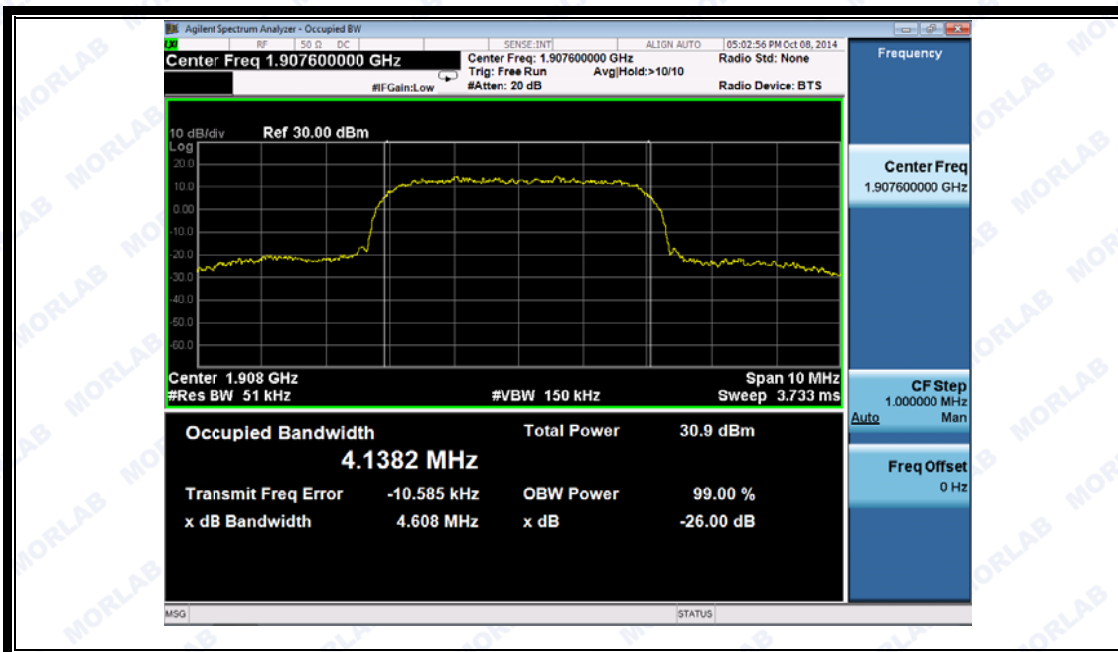 Agilent Spectrum Analyzer - Occupied BW
LXI RF 50 Ω DC SENSE:INT ALIGN AUTO 05:02:56 PM Oct 08, 2014
Center Freq 1.907600000 GHz
Center Freq: 1.907600000 GHz Radio Std: None
Trig: Free Run Avg|Hold:>10/10
#IFGain:Low #Atten: 20 dB Radio Device: BTS
10 dB/div Ref 30.00 dBm
Log
20.0
10.0
0.00
-10.0
-20.0
-30.0
-40.0
-50.0
-60.0
Center 1.908 GHz Span 10 MHz
#Res BW 51 kHz #VBW 150 kHz Sweep 3.733 ms
Occupied Bandwidth Total Power 30.9 dBm
4.1382 MHz
Transmit Freq Error -10.585 kHz OBW Power 99.00 %
x dB Bandwidth 4.608 MHz x dB -26.00 dB
MSG STATUS
Frequency
Center Freq
1.907600000 GHz
CF Step
1.000000 MHz
Auto Man
Freq Offset
0 Hz
MORLAB